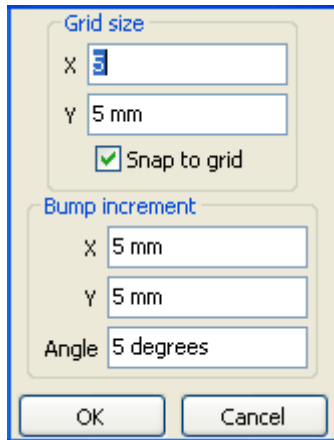 Grid size
X 5
Y 5 mm
Snap to grid
Bump increment
X 5 mm
Y 5 mm
Angle 5 degrees
OK Cancel